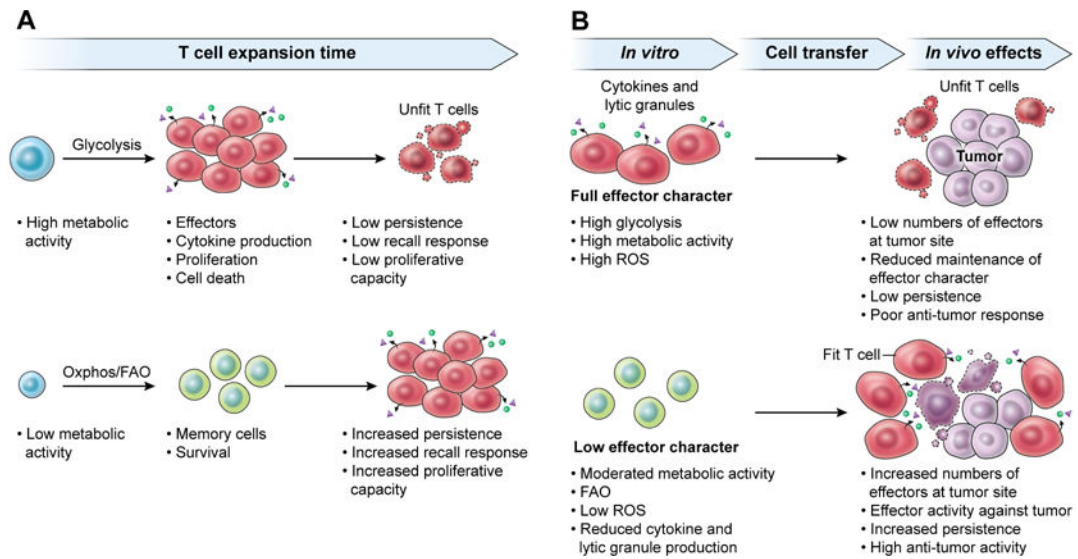 A
T cell expansion time
Glycolysis
Unfit T cells
• High metabolic
activity
• Effectors
• Cytokine production
• Proliferation
• Cell death
• Low persistence
• Low recall response
• Low proliferative
capacity
Oxphos/FAO
• Low metabolic
activity
• Memory cells
• Survival
• Increased persistence
• Increased recall response
• Increased proliferative
capacity
B
In vitro
Cell transfer
In vivo effects
Cytokines and
lytic granules
Unfit T cells
Tumor
Full effector character
• High glycolysis
• High metabolic activity
• High ROS
• Low numbers of effectors
at tumor site
• Reduced maintenance of
effector character
• Low persistence
• Poor anti-tumor response
Fit T cell
Low effector character
• Moderated metabolic activity
• FAO
• Low ROS
• Reduced cytokine and
lytic granule production
• Increased numbers of
effectors at tumor site
• Effector activity against tumor
• Increased persistence
• High anti-tumor activity